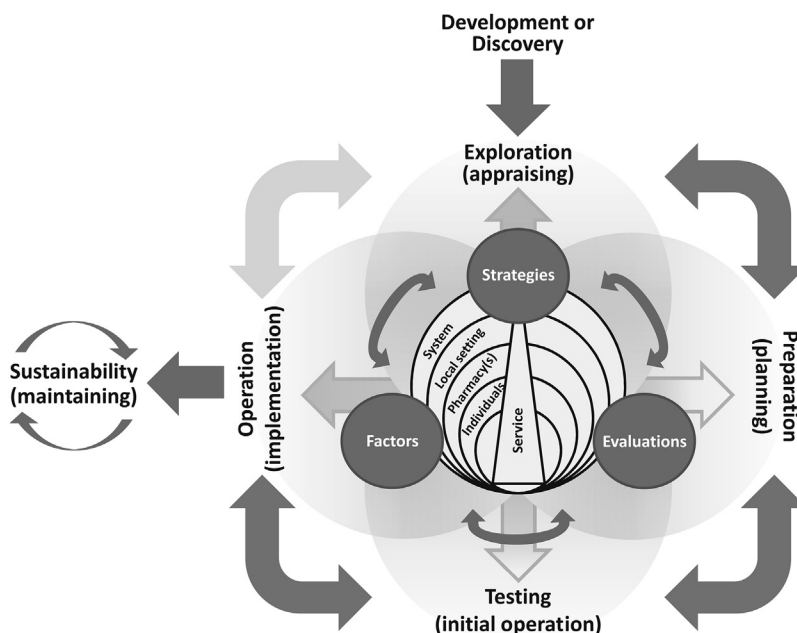 Development or
Discovery
Exploration
(appraising)
Strategies
System
Local setting
Pharmacy(s)
Individuals
Service
Factors
Evaluations
Operation
(implementation)
Preparation
(planning)
Sustainability
(maintaining)
Testing
(initial operation)